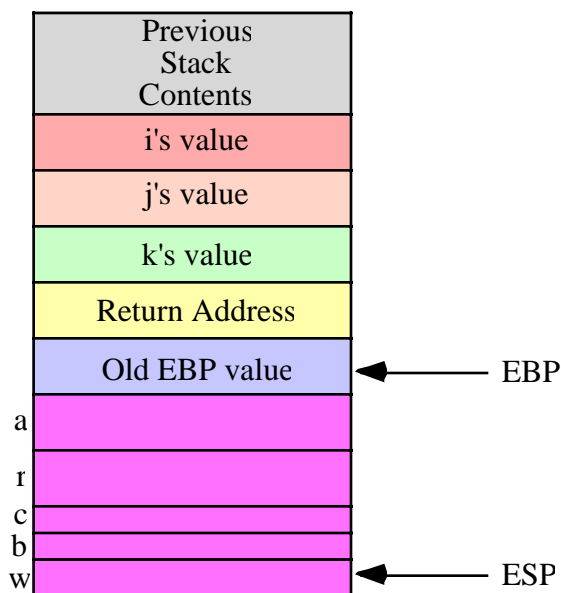 Previous
Stack
Contents
i's value
j's value
k's value
Return Address
Old EBP value
EBP
a
r
c
b
w
ESP